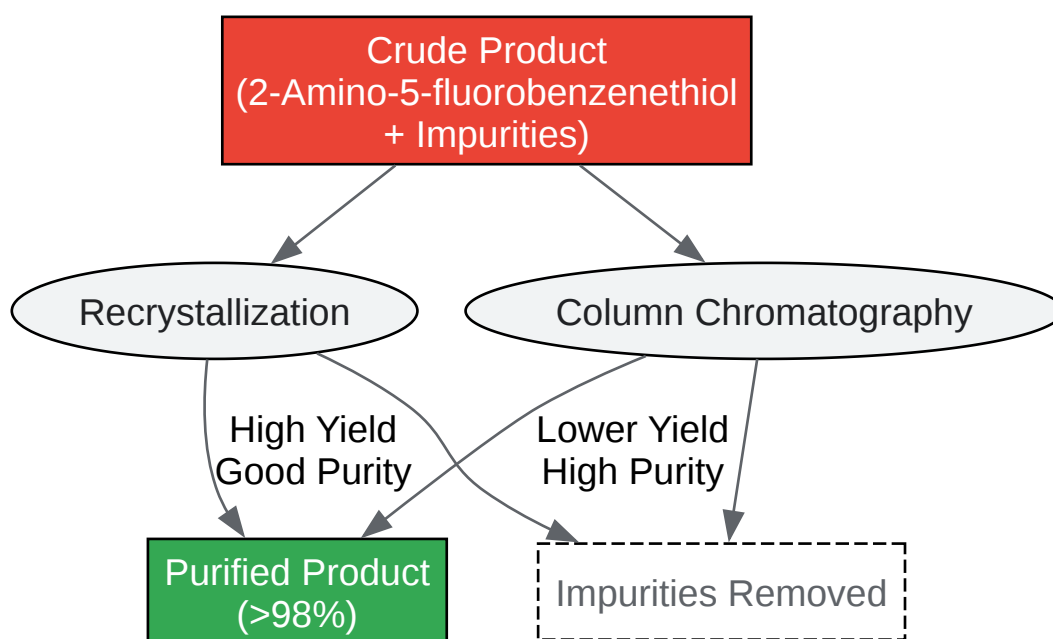 Crude Product
(2-Amino-5-fluorobenzenethiol
+ Impurities)
Recrystallization
Column Chromatography
High Yield
Good Purity
Lower Yield
High Purity
Purified Product
(>98%)
Impurities Removed